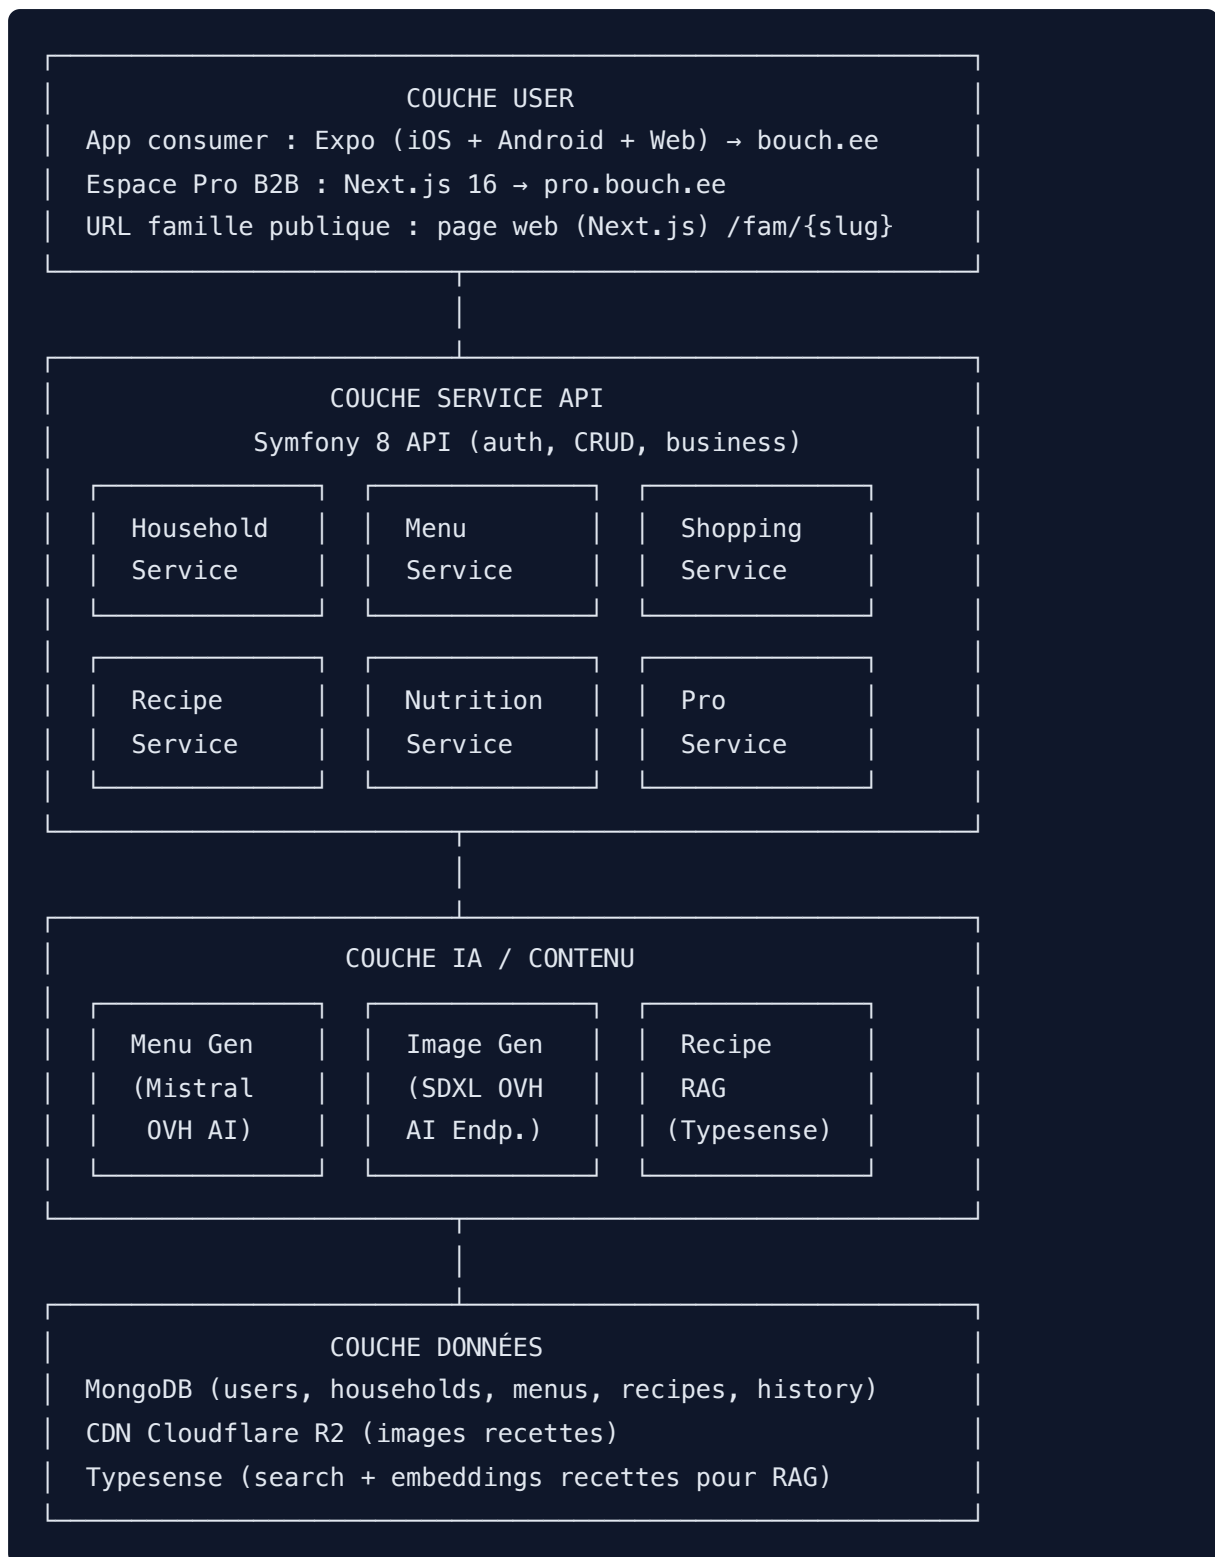 COUCHE USER
App consumer : Expo (iOS + Android + Web) → bouch.ee
Espace Pro B2B : Next.js 16 → pro.bouch.ee
URL famille publique : page web (Next.js) /fam/{slug}
COUCHE SERVICE API
Symfony 8 API (auth, CRUD, business)
Household Menu Shopping
Service Service Service
Recipe Nutrition Pro
Service Service Service
COUCHE IA / CONTENU
Menu Gen Image Gen Recipe
(Mistral (SDXL OVH RAG
OVH AI) AI Endp.) (Typesense)
COUCHE DONNÉES
MongoDB (users, households, menus, recipes, history)
CDN Cloudflare R2 (images recettes)
Typesense (search + embeddings recettes pour RAG)